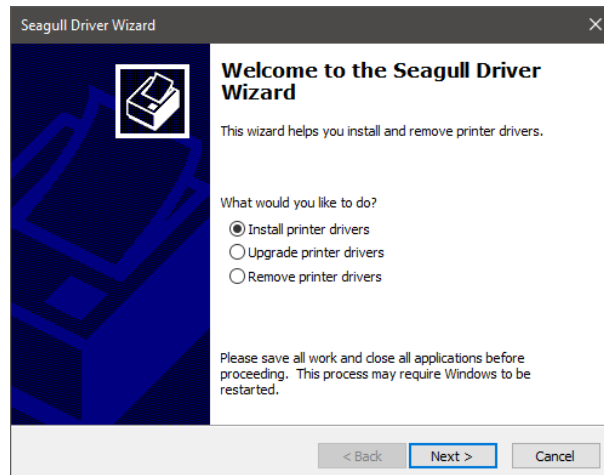 Seagull Driver Wizard
Welcome to the Seagull Driver
Wizard
This wizard helps you install and remove printer drivers.
What would you like to do?
Install printer drivers
Upgrade printer drivers
Remove printer drivers
Please save all work and close all applications before
proceeding. This process may require Windows to be
restarted.
< Back Next > Cancel